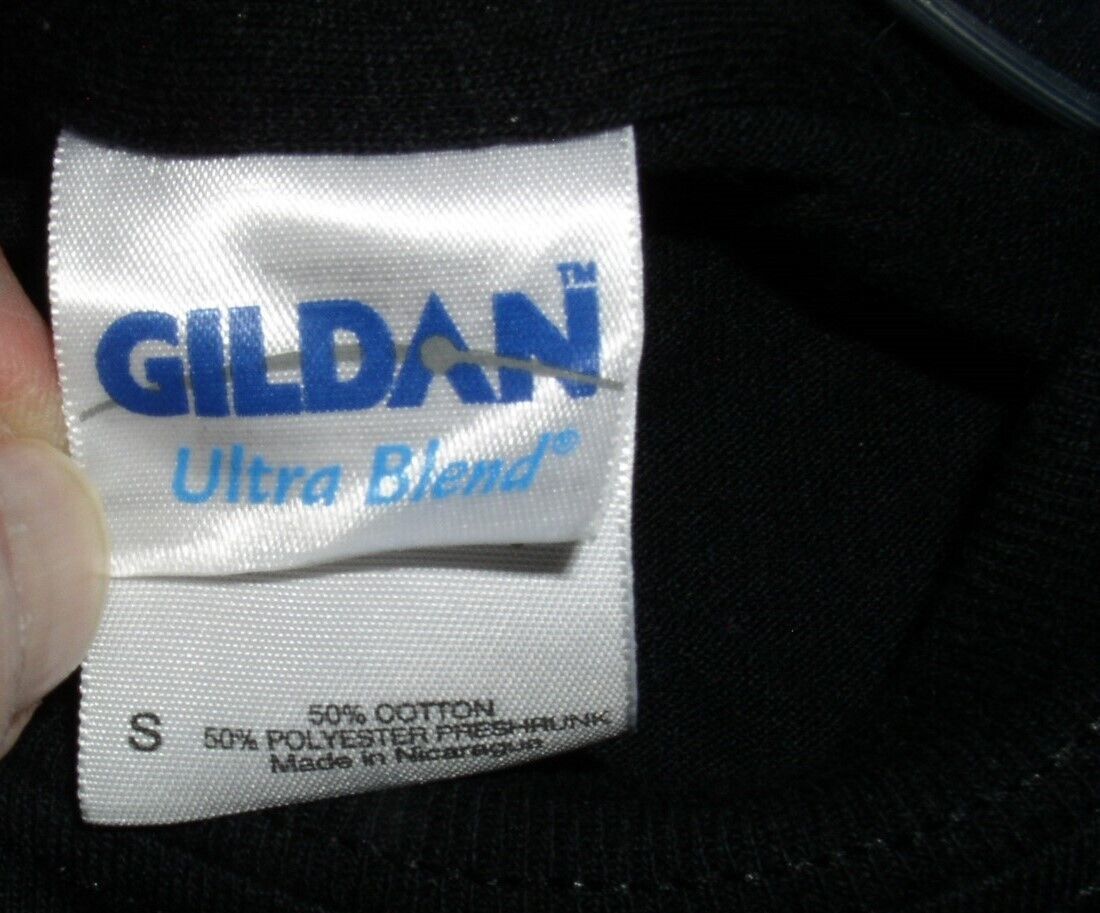 GILDAN™
Ultra Blend®
S
50% COTTON
50% POLYESTER PRESHRUNK
Made in Nicaragua